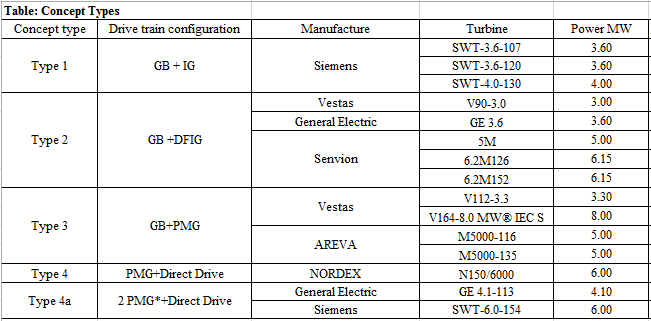 Table: Concept Types
Concept type Drive train configuration Manufacture Turbine Power MW
Type 1 GB + IG Siemens SWT-3.6-107 3.60
SWT-3.6-120 3.60
SWT-4.0-130 4.00
Type 2 GB +DFIG Vestas V90-3.0 3.00
General Electric GE 3.6 3.60
Senvion 5M 5.00
6.2M126 6.15
6.2M152 6.15
Type 3 GB+PMG Vestas V112-3.3 3.30
V164-8.0 MW® IEC S 8.00
AREVA M5000-116 5.00
M5000-135 5.00
Type 4 PMG+Direct Drive NORDEX N150/6000 6.00
Type 4a 2 PMG*+Direct Drive General Electric GE 4.1-113 4.10
Siemens SWT-6.0-154 6.00